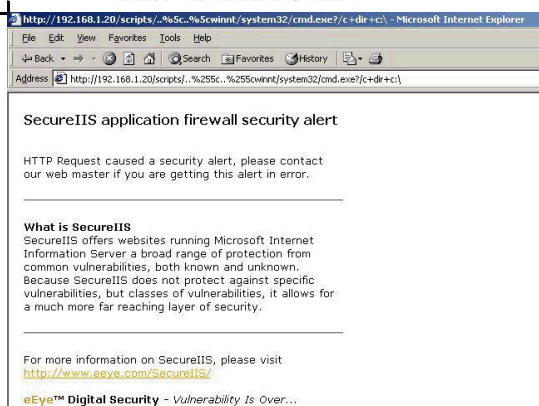 http://192.168.1.20/scripts/..%5c..%5cwinnt/system32/cmd.exe?/c+dir+c:\ - Microsoft Internet Explorer
File Edit View Favorites Tools Help
Back Search Favorites History
Address http://192.168.1.20/scripts/..%255c..%255cwinnt/system32/cmd.exe?/c+dir+c:\
SecureIIS application firewall security alert
HTTP Request caused a security alert, please contact
our web master if you are getting this alert in error.
What is SecureIIS
SecureIIS offers websites running Microsoft Internet
Information Server a broad range of protection from
common vulnerabilities, both known and unknown.
Because SecureIIS does not protect against specific
vulnerabilities, but classes of vulnerabilities, it allows for
a much more far reaching layer of security.
For more information on SecureIIS, please visit
http://www.eeye.com/SecureIIS/
eEye™ Digital Security - Vulnerability Is Over...